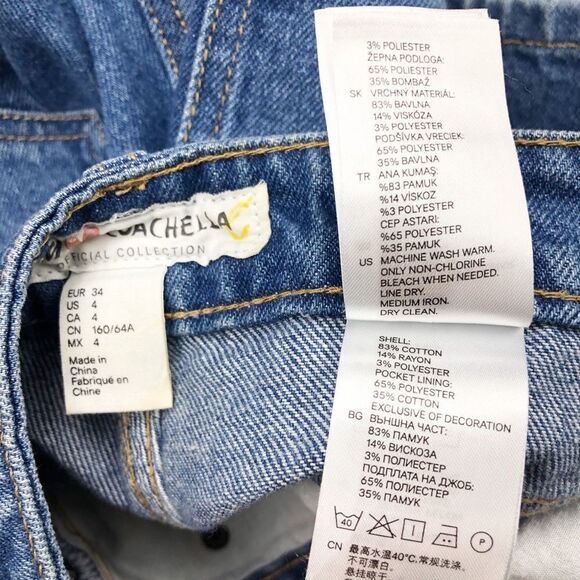 COACHELLA
OFFICIAL COLLECTION
EUR 34
US 4
CA 4
CN 160/64A
MX 4
Made in
China
Fabriqué en
Chine
3% POLIESTER
ŽEPNA PODLOGA:
65% POLIESTER
35% BOMBAŽ
SK VRCHNÝ MATERIÁL:
83% BAVLNA
14% VISKÓZA
3% POLYESTER
PODŠÍVKA VRECIEK:
65% POLYESTER
35% BAVLNA
TR ANA KUMAŞ:
%83 PAMUK
%14 VİSKOZ
%3 POLYESTER
CEP ASTARI:
%65 POLYESTER
%35 PAMUK
US MACHINE WASH WARM.
ONLY NON-CHLORINE
BLEACH WHEN NEEDED.
LINE DRY.
MEDIUM IRON.
DRY CLEAN.
SHELL:
83% COTTON
14% RAYON
3% POLYESTER
POCKET LINING:
65% POLYESTER
35% COTTON
EXCLUSIVE OF DECORATION
BG ВЪНШНА ЧАСТ:
83% ПАМУК
14% ВИСКОЗА
3% ПОЛИЕСТЕР
ПОДПЛАТА НА ДЖОБ:
65% ПОЛИЕСТЕР
35% ПАМУК
40
P
CN 最高水温40°C,常规洗涤
不可漂白
悬挂晾干